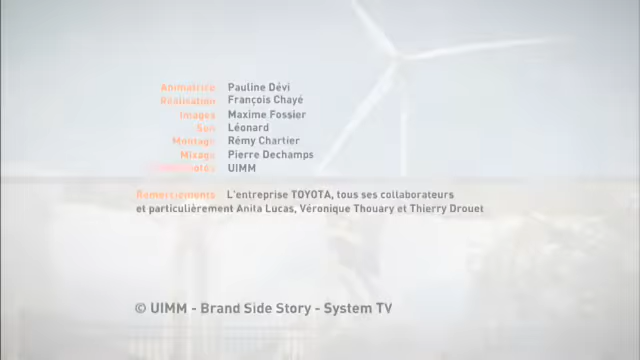 Animatrice Pauline Dévi
Réalisation François Chayé
Images Maxime Fossier
Son Léonard
Montage Rémy Chartier
Mixage Pierre Dechamps
UIMM
Remerciements L'entreprise TOYOTA, tous ses collaborateurs
et particulièrement Anita Lucas, Véronique Thouary et Thierry Drouet
© UIMM - Brand Side Story - System TV